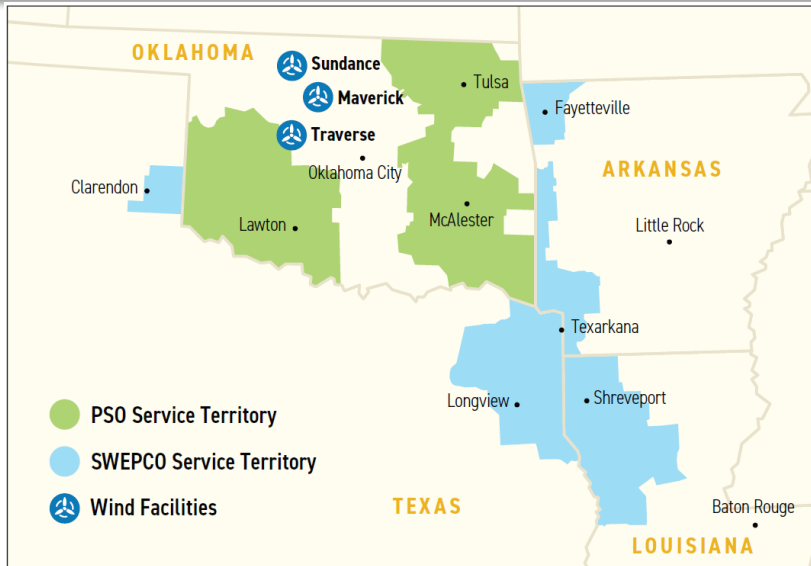 OKLAHOMA
Sundance
Maverick
Traverse
Tulsa
Fayetteville
Oklahoma City
ARKANSAS
Clarendon
Lawton
McAlester
Little Rock
Texarkana
Longview
Shreveport
PSO Service Territory
SWEPCO Service Territory
Wind Facilities
TEXAS
Baton Rouge
LOUISIANA